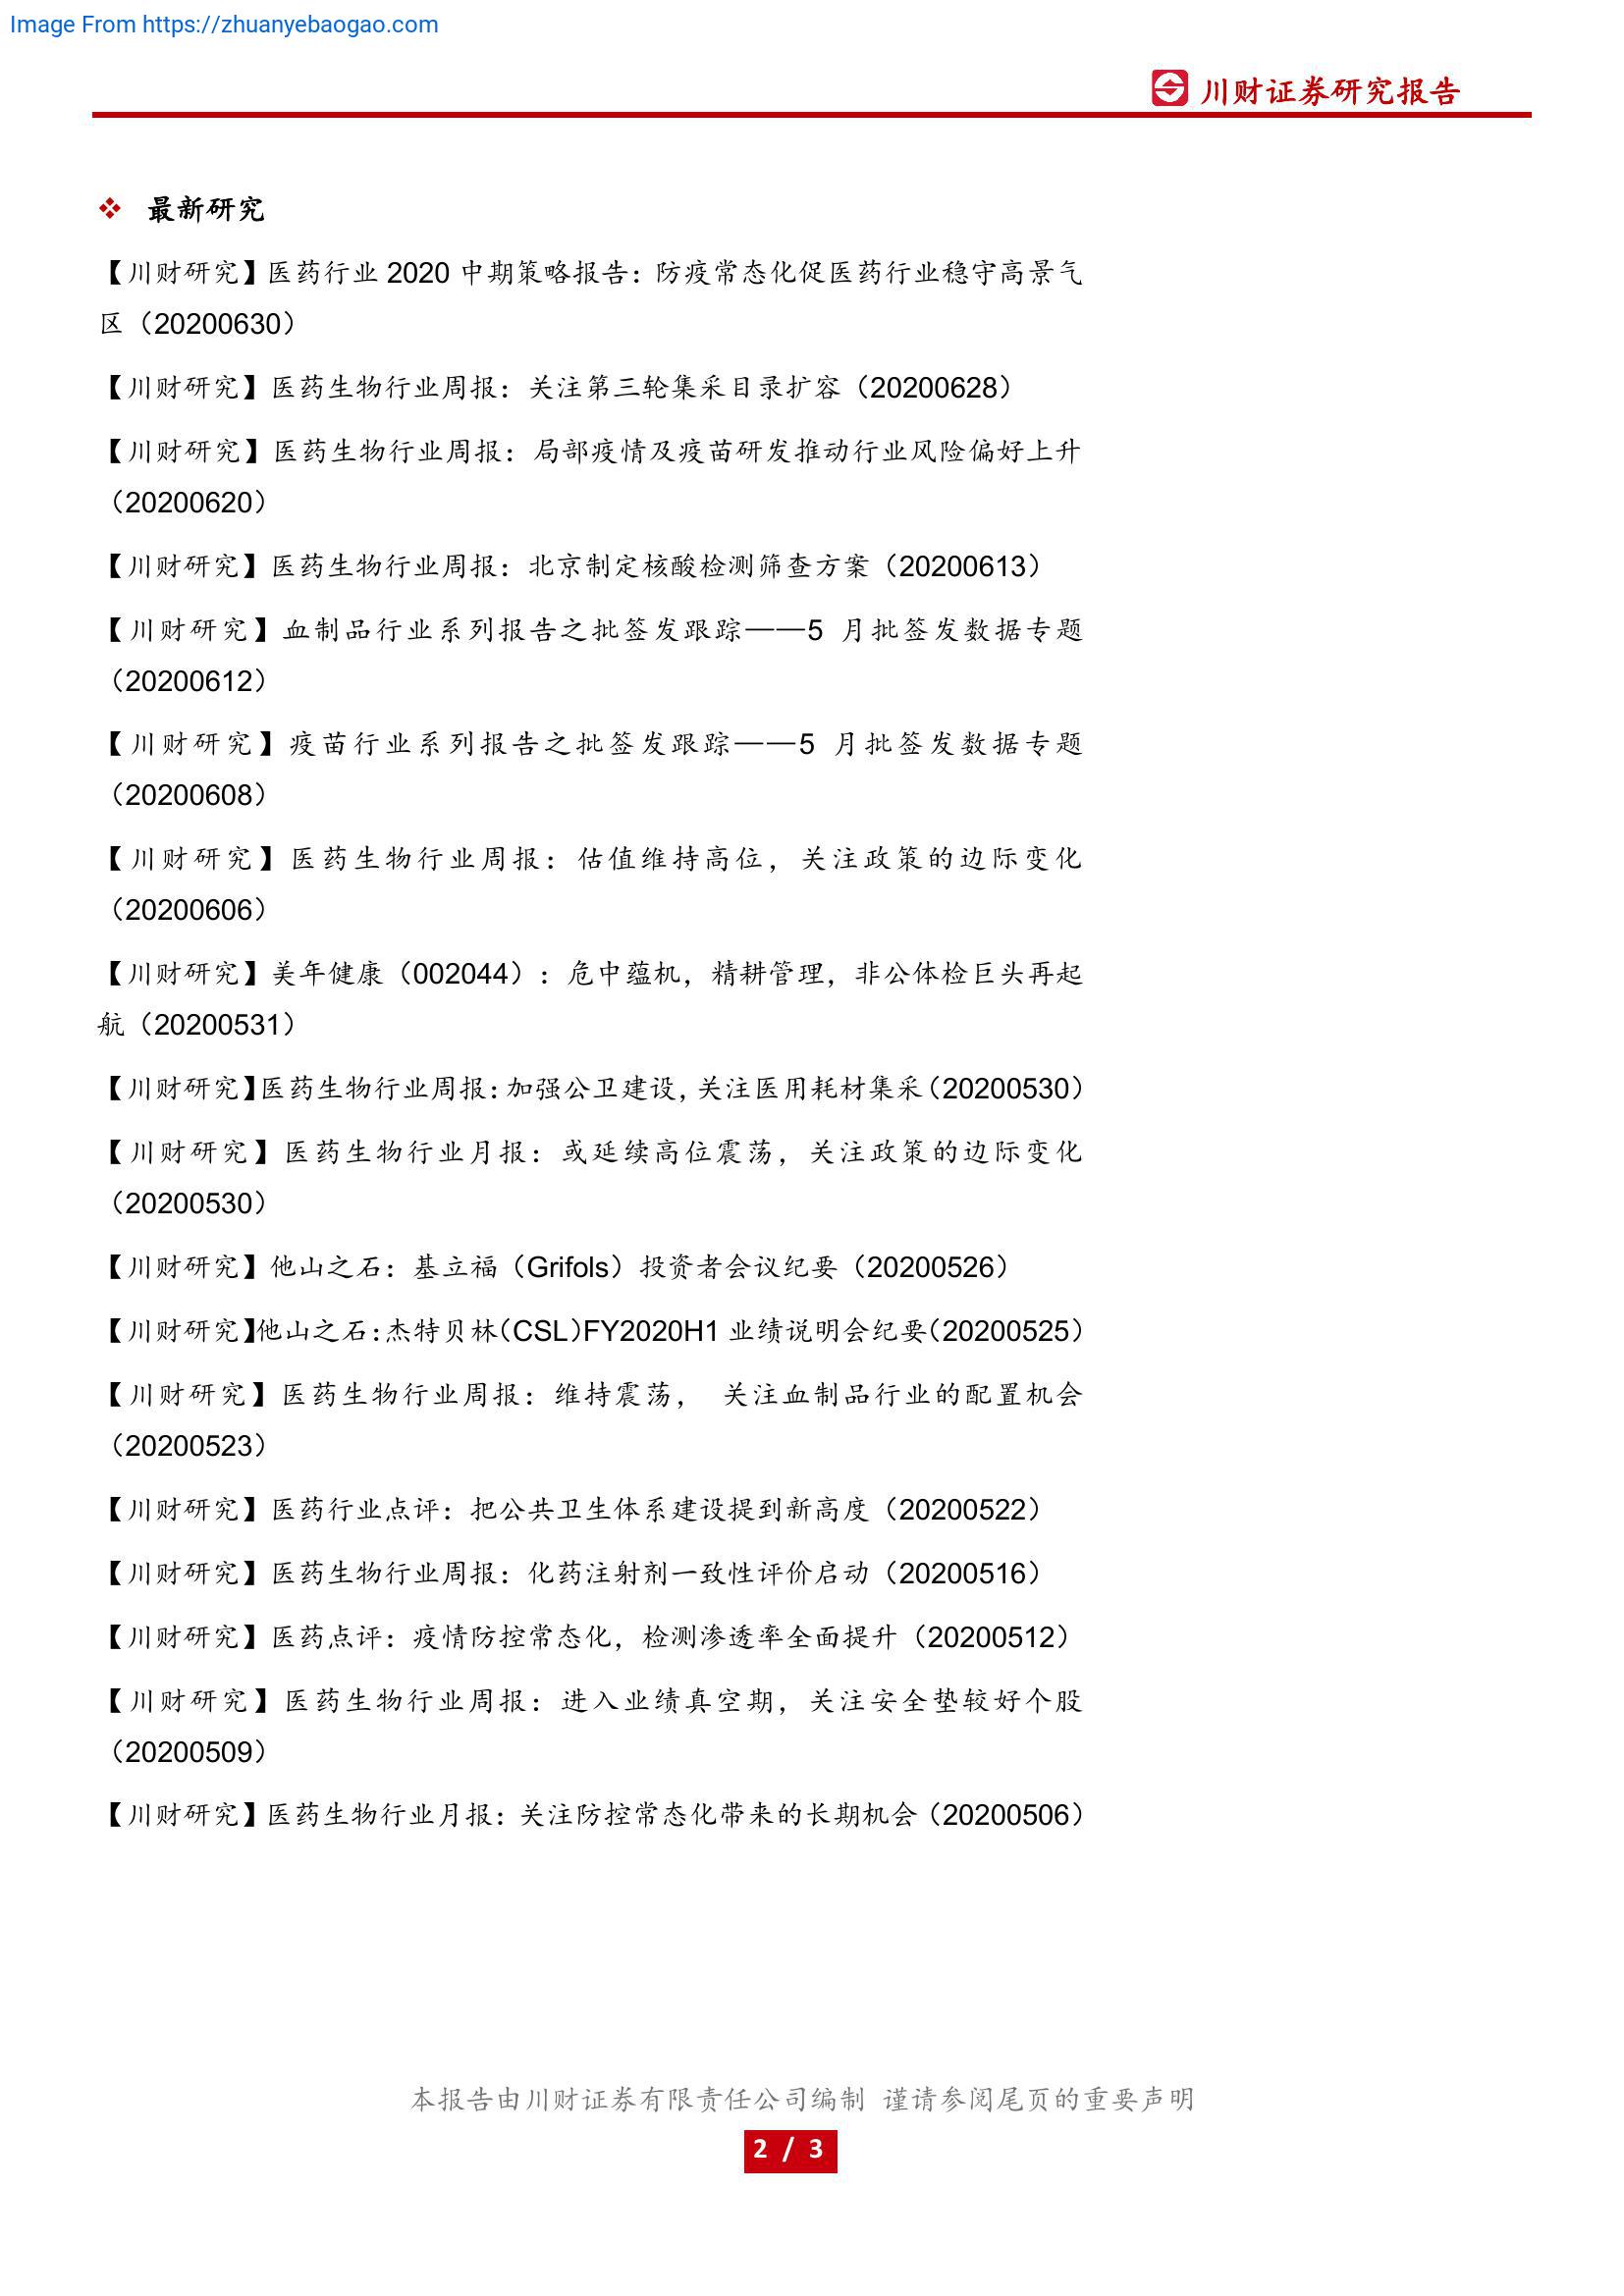 Image From https://zhuanyebaogao.com
川财证券研究报告
❖ 最新研究
【川财研究】医药行业 2020 中期策略报告：防疫常态化促医药行业稳守高景气
区（20200630）
【川财研究】医药生物行业周报：关注第三轮集采目录扩容（20200628）
【川财研究】医药生物行业周报：局部疫情及疫苗研发推动行业风险偏好上升
（20200620）
【川财研究】医药生物行业周报：北京制定核酸检测筛查方案（20200613）
【川财研究】血制品行业系列报告之批签发跟踪——5 月批签发数据专题
（20200612）
【川财研究】疫苗行业系列报告之批签发跟踪——5 月批签发数据专题
（20200608）
【川财研究】医药生物行业周报：估值维持高位，关注政策的边际变化
（20200606）
【川财研究】美年健康（002044）：危中蕴机，精耕管理，非公体检巨头再起
航（20200531）
【川财研究】医药生物行业周报：加强公卫建设，关注医用耗材集采（20200530）
【川财研究】医药生物行业月报：或延续高位震荡，关注政策的边际变化
（20200530）
【川财研究】他山之石：基立福（Grifols）投资者会议纪要（20200526）
【川财研究】他山之石：杰特贝林（CSL）FY2020H1 业绩说明会纪要（20200525）
【川财研究】医药生物行业周报：维持震荡， 关注血制品行业的配置机会
（20200523）
【川财研究】医药行业点评：把公共卫生体系建设提到新高度（20200522）
【川财研究】医药生物行业周报：化药注射剂一致性评价启动（20200516）
【川财研究】医药点评：疫情防控常态化，检测渗透率全面提升（20200512）
【川财研究】医药生物行业周报：进入业绩真空期，关注安全垫较好个股
（20200509）
【川财研究】医药生物行业月报：关注防控常态化带来的长期机会（20200506）
本报告由川财证券有限责任公司编制 谨请参阅尾页的重要声明
2 / 3